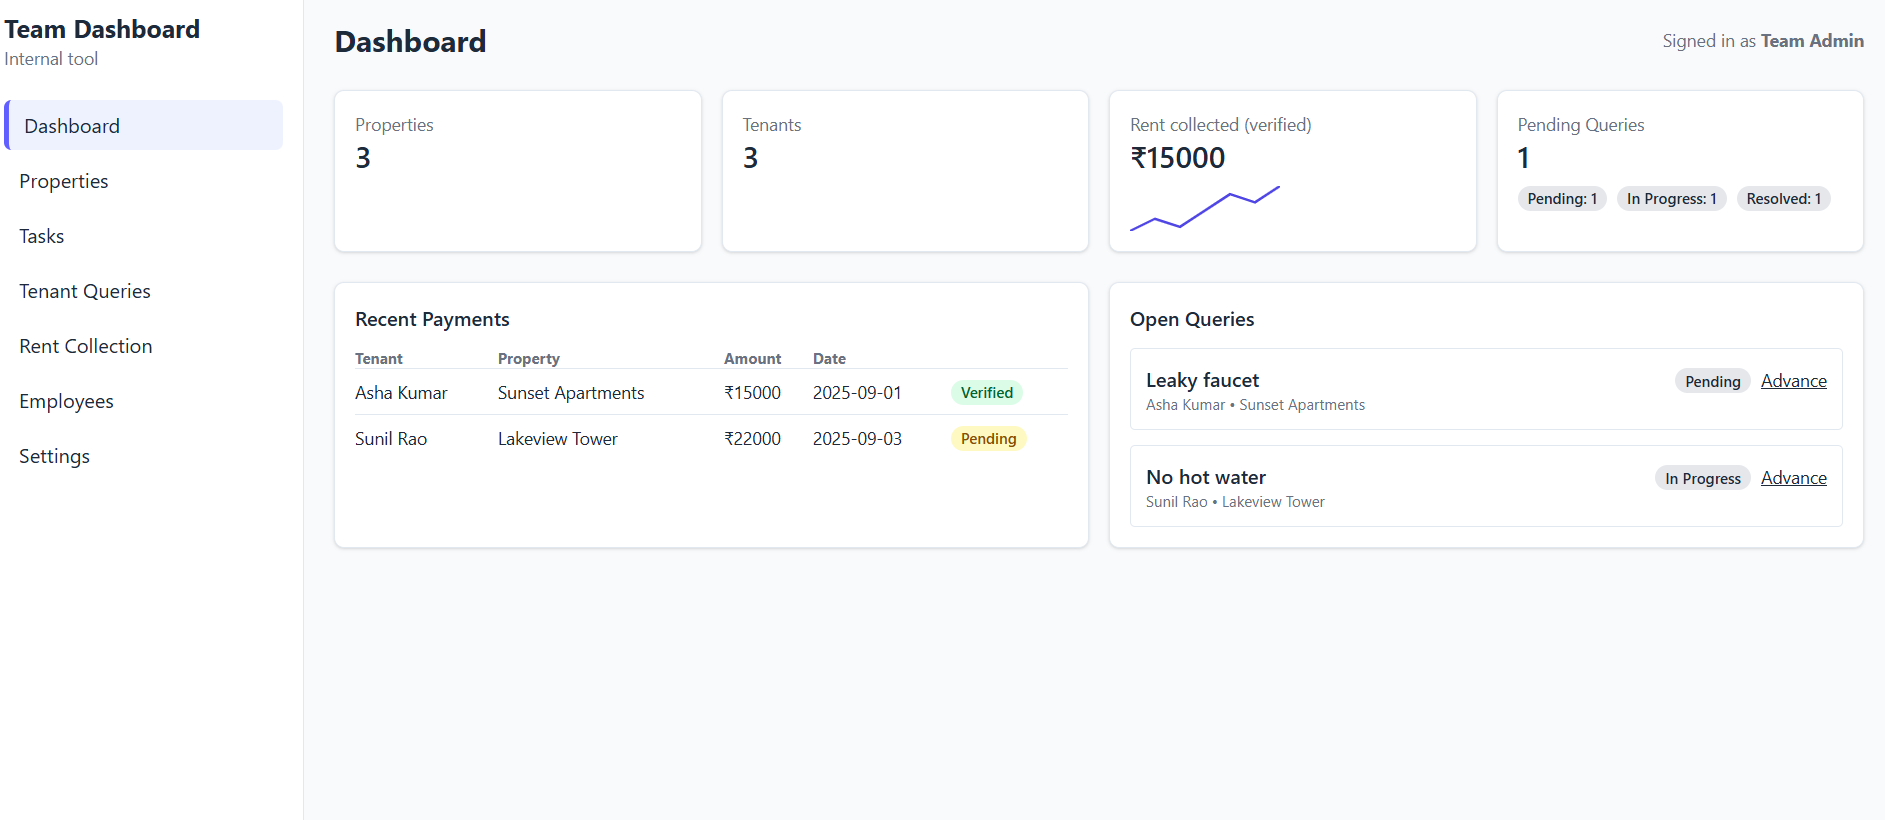 Team Dashboard
Internal tool
Dashboard
Properties
Tasks
Tenant Queries
Rent Collection
Employees
Settings
Dashboard
Signed in as Team Admin
Properties
3
Tenants
3
Rent collected (verified)
₹15000
Pending Queries
1
Pending: 1 In Progress: 1 Resolved: 1
Recent Payments
Tenant Property Amount Date
Asha Kumar Sunset Apartments ₹15000 2025-09-01 Verified
Sunil Rao Lakeview Tower ₹22000 2025-09-03 Pending
Open Queries
Leaky faucet Pending Advance
Asha Kumar • Sunset Apartments
No hot water In Progress Advance
Sunil Rao • Lakeview Tower